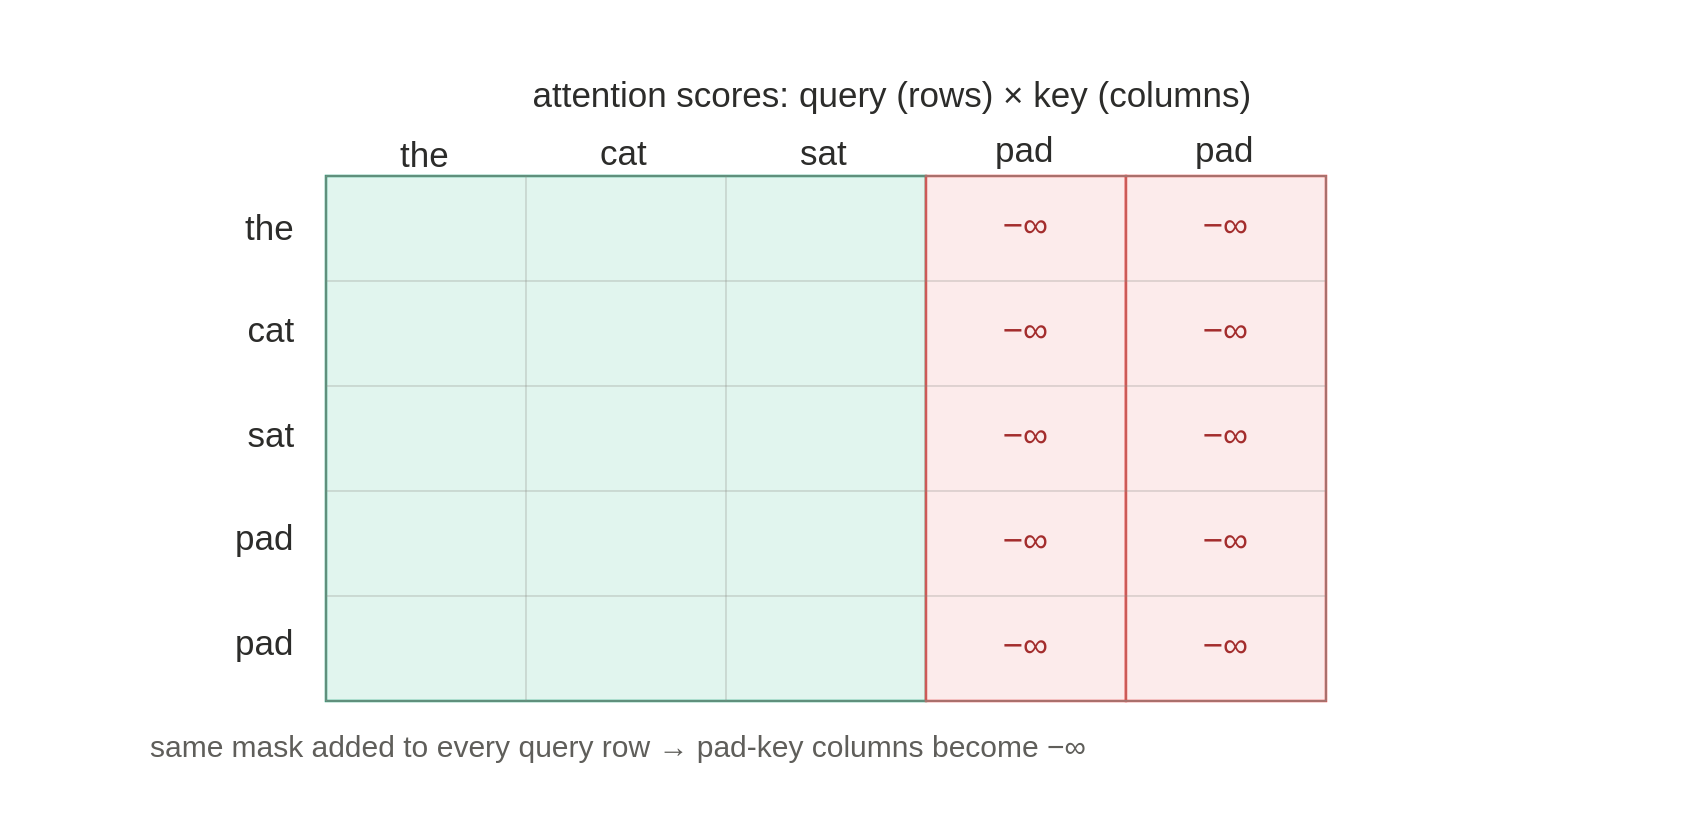 attention scores: query (rows) × key (columns)
the cat sat pad pad
the −∞ −∞
cat −∞ −∞
sat −∞ −∞
pad −∞ −∞
pad −∞ −∞
same mask added to every query row → pad-key columns become −∞